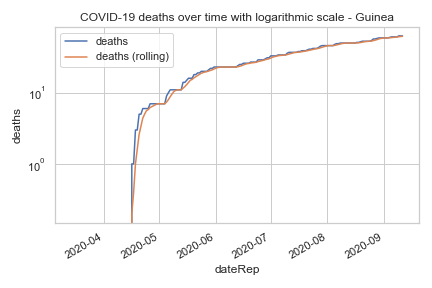 COVID-19 deaths over time with logarithmic scale - Guinea
deaths
deaths (rolling)
10¹
10⁰
deaths
2020-04
2020-05
2020-06
2020-07
2020-08
2020-09
dateRep